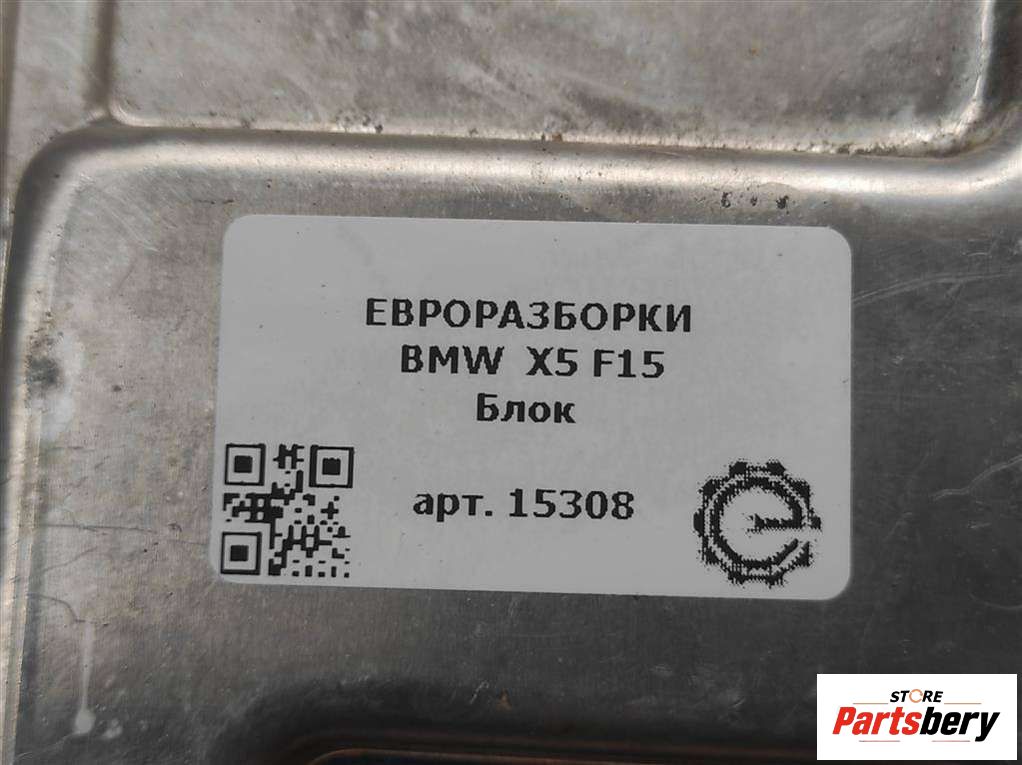 ЕВРОРАЗБОРКИ
BMW X5 F15
Блок
арт. 15308
STORE
Partsbery